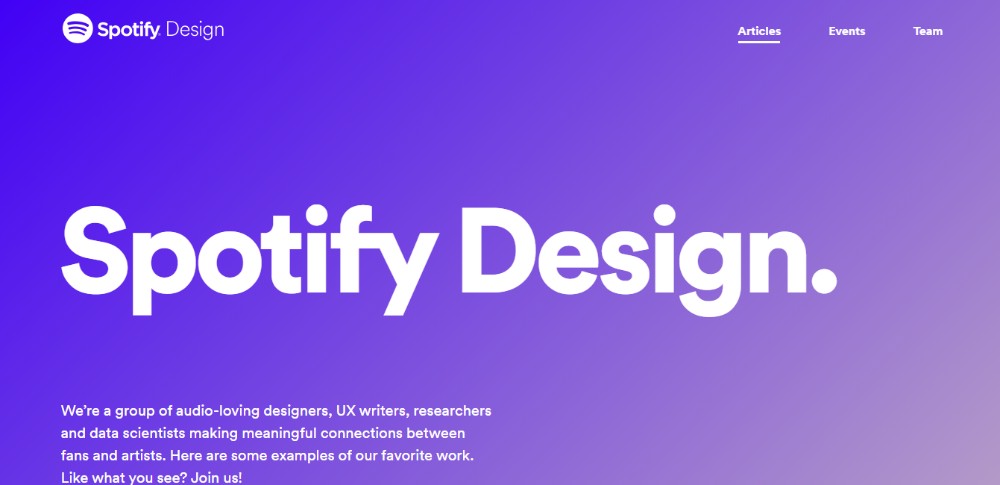 Spotify Design
Articles Events Team
Spotify Design.
We’re a group of audio-loving designers, UX writers, researchers
and data scientists making meaningful connections between
fans and artists. Here are some examples of our favorite work.
Like what you see? Join us!